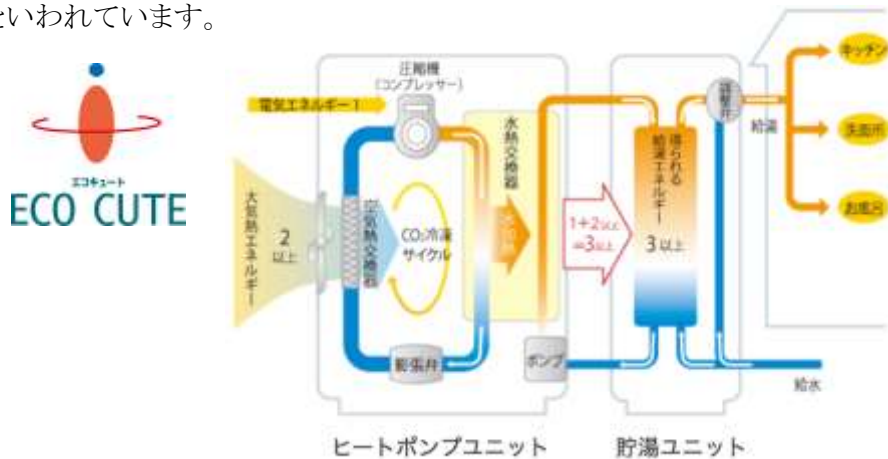 といわれています。
エコキュート
ECO CUTE
電気エネルギー1
圧縮機
(コンプレッサー)
大気熱エネルギー
2
以上
空気熱交換器
CO₂冷凍
サイクル
膨張弁
水熱交換器
ポンプ
1+2以上
=3以上
得られる
給湯エネルギー
3以上
調整弁
給湯
キッチン
洗面所
お風呂
給水
ヒートポンプユニット
貯湯ユニット